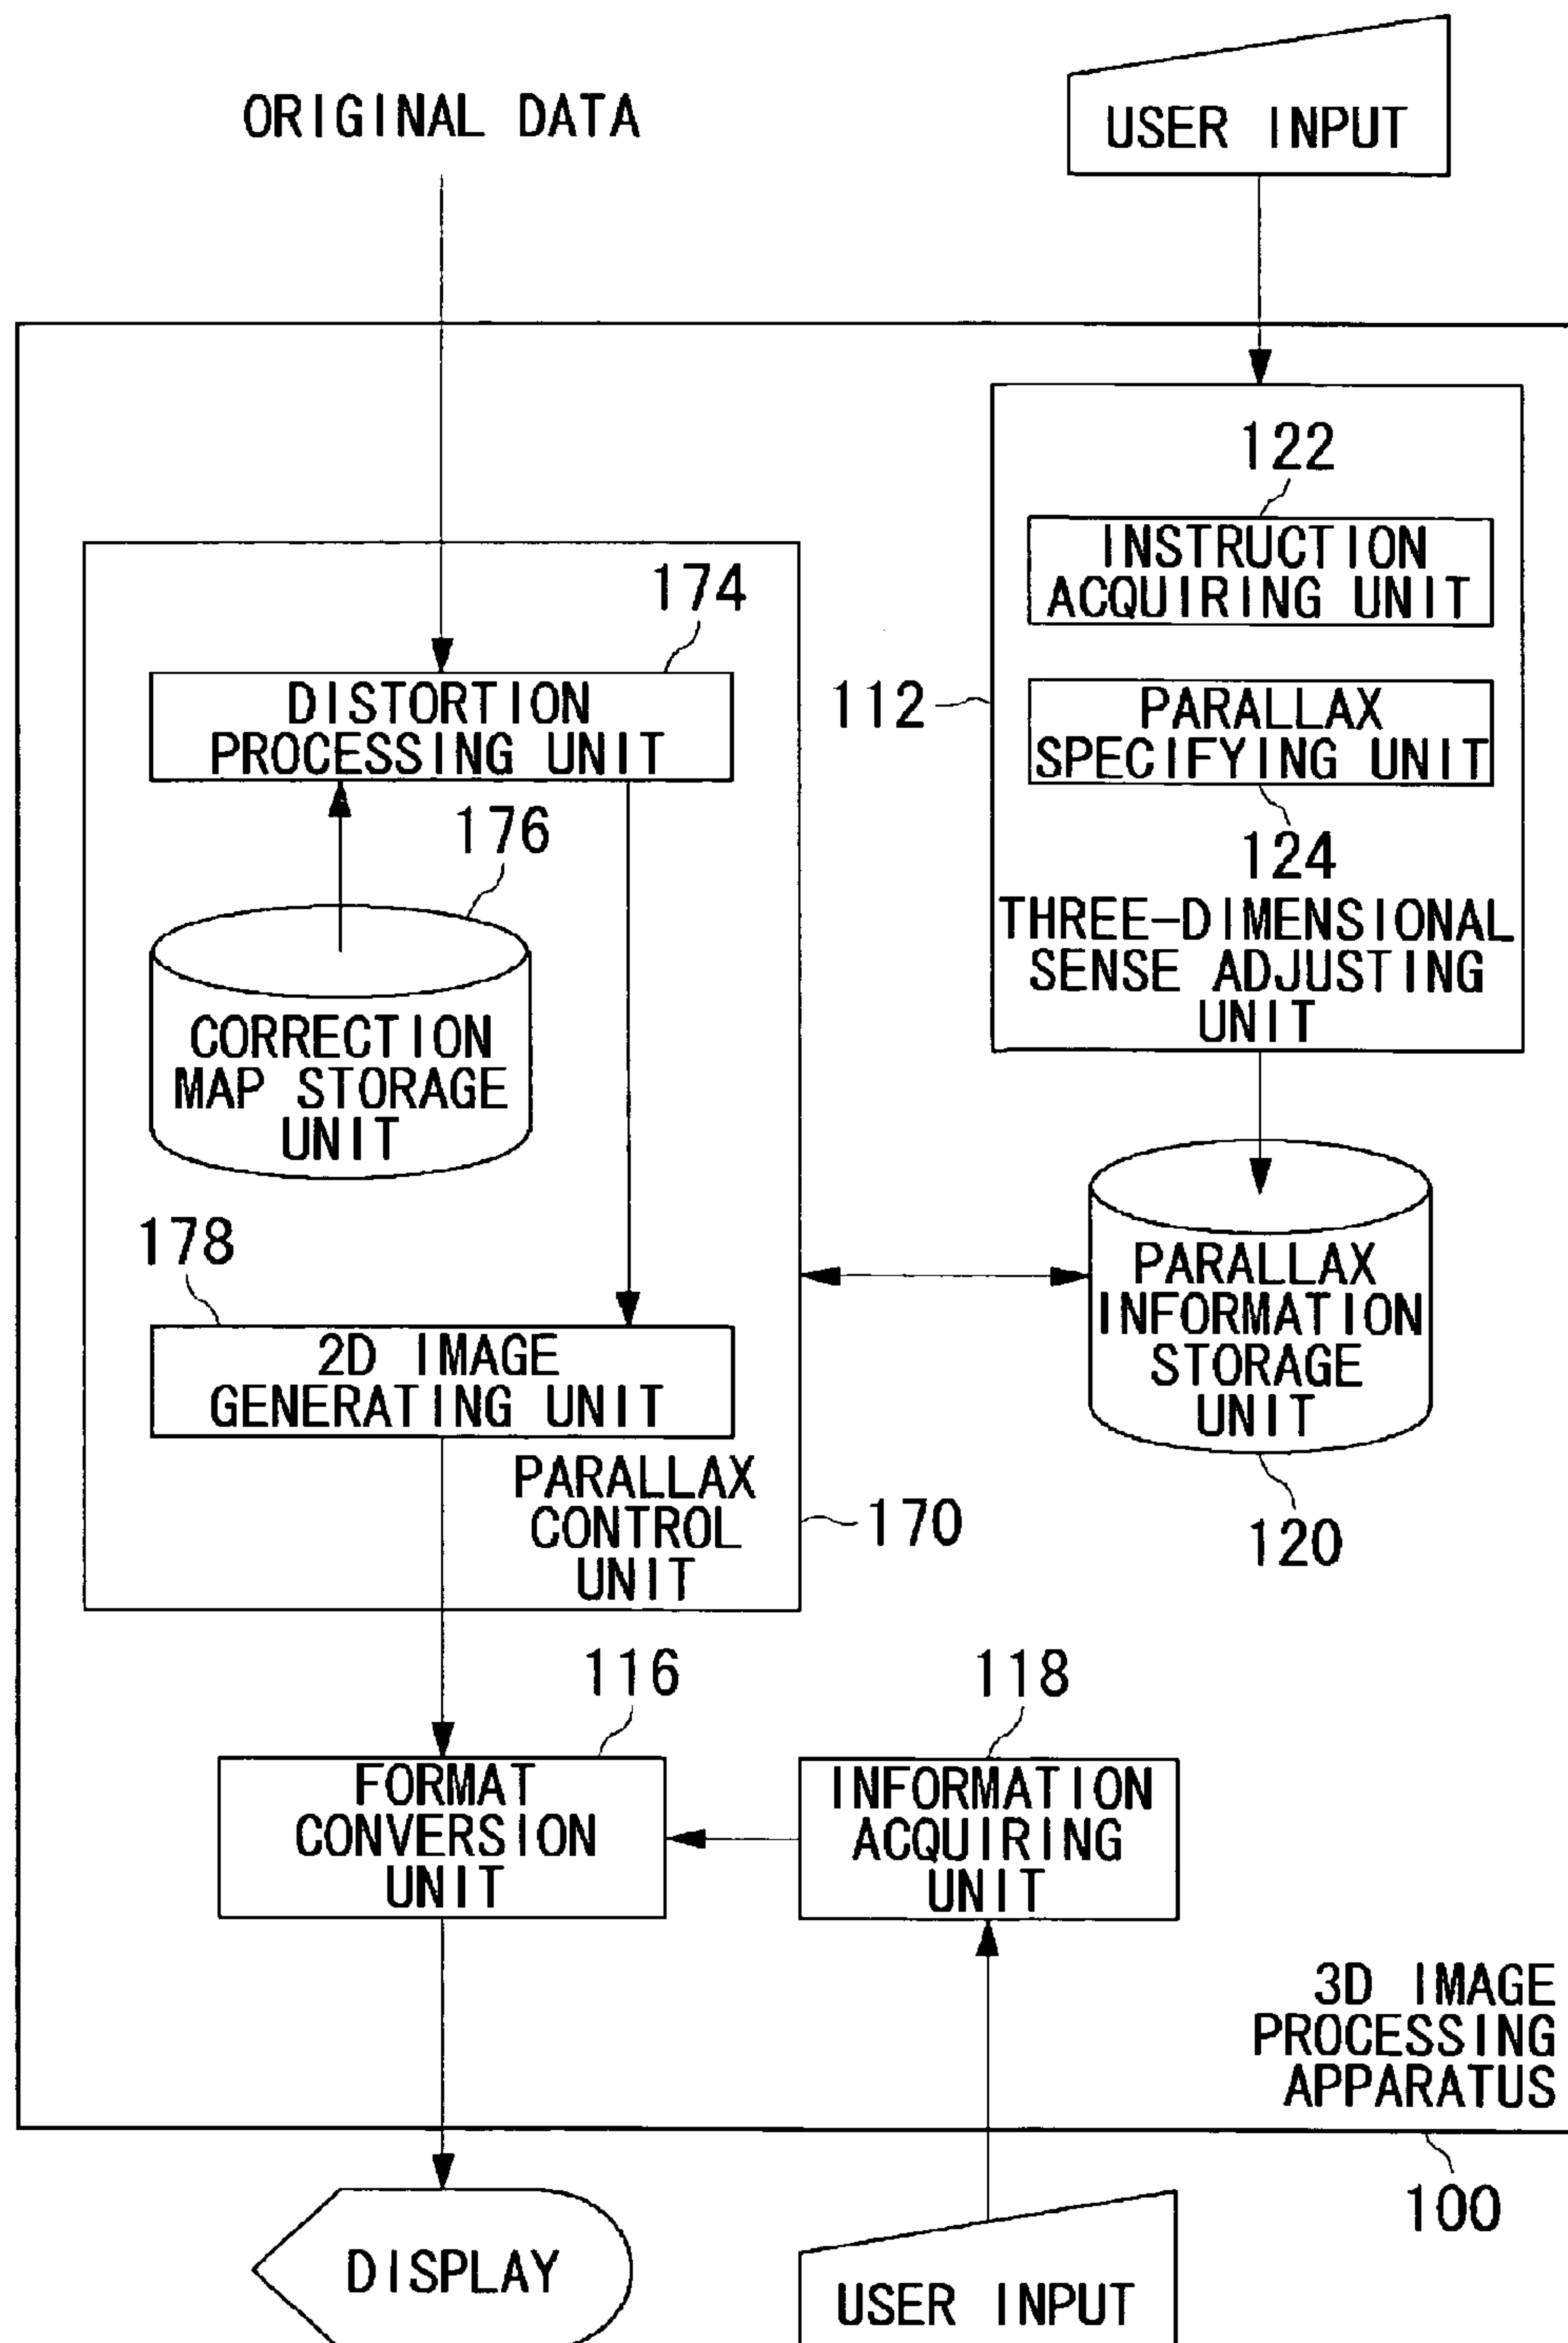 ORIGINAL DATA
USER INPUT
122
INSTRUCTION
ACQUIRING UNIT
174
DISTORTION
PROCESSING UNIT
112
PARALLAX
SPECIFYING UNIT
124
THREE-DIMENSIONAL
SENSE ADJUSTING
UNIT
176
CORRECTION
MAP STORAGE
UNIT
178
2D IMAGE
GENERATING UNIT
PARALLAX
CONTROL
UNIT
170
PARALLAX
INFORMATION
STORAGE
UNIT
120
116
FORMAT
CONVERSION
UNIT
118
INFORMATION
ACQUIRING
UNIT
3D IMAGE
PROCESSING
APPARATUS
100
DISPLAY
USER INPUT